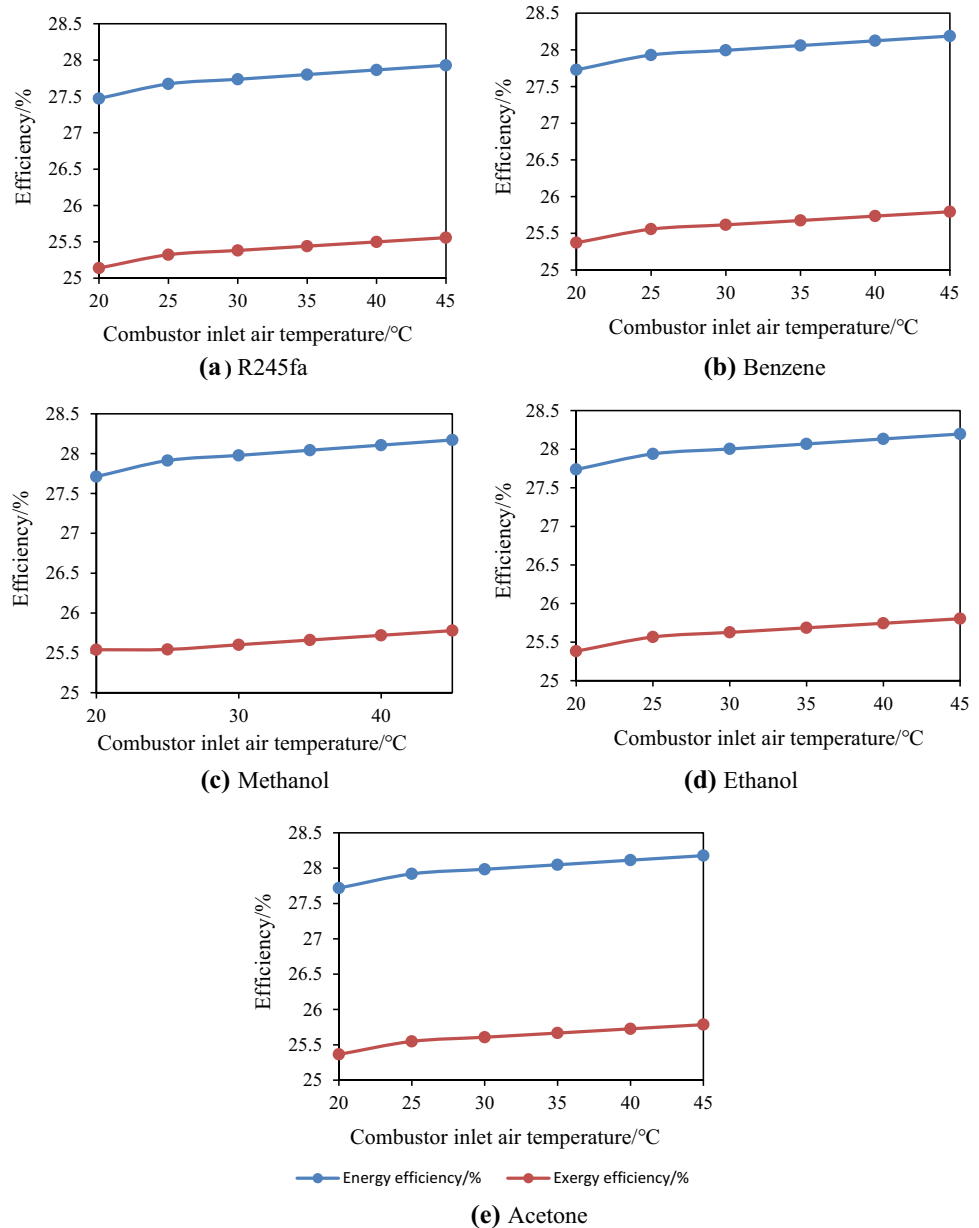 28.5
28
27.5
27
26.5
26
25.5
25
Efficiency/%
20 25 30 35 40 45
Combustor inlet air temperature/°C
(a) R245fa
28.5
28
27.5
27
26.5
26
25.5
25
Efficiency/%
20 25 30 35 40 45
Combustor inlet air temperature/°C
(b) Benzene
28.5
28
27.5
27
26.5
26
25.5
25
Efficiency/%
20 30 40
Combustor inlet air temperature/°C
(c) Methanol
28.5
28
27.5
27
26.5
26
25.5
25
Efficiency/%
20 25 30 35 40 45
Combustor inlet air temperature/°C
(d) Ethanol
28.5
28
27.5
27
26.5
26
25.5
25
Efficiency/%
20 25 30 35 40 45
Combustor inlet air temperature/°C
Energy efficiency/% Exergy efficiency/%
(e) Acetone